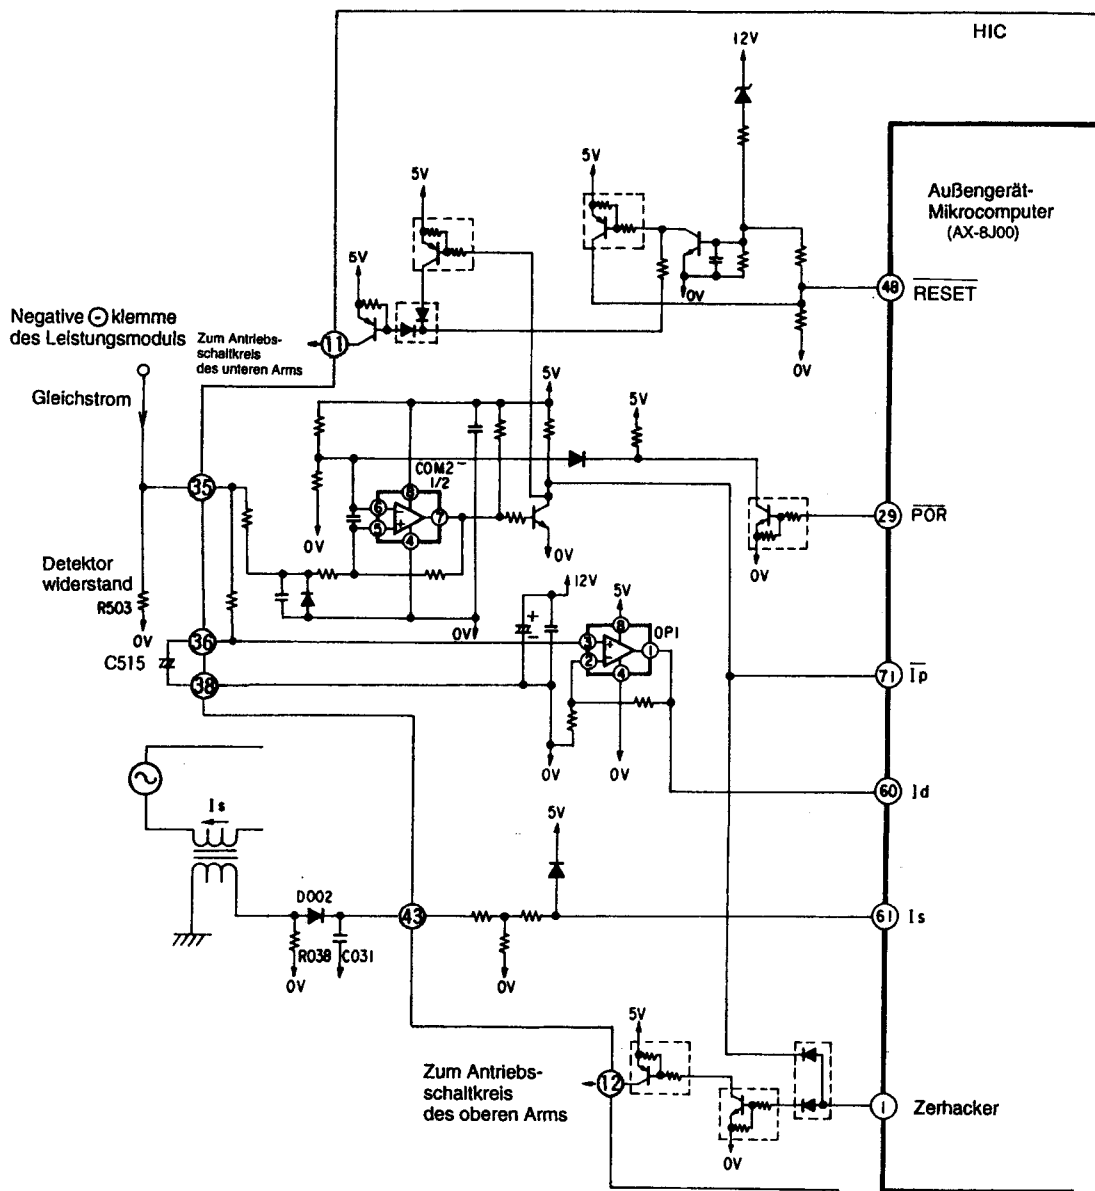 HIC
12V
5V
5V
Außengerät-
Mikrocomputer
(AX-8J00)
48
RESET
0V
6V
Negative ⊖ klemme
des Leistungsmoduls
Zum Antriebs-
schaltkreis
des unteren Arms
11
0V
Gleichstrom
5V
5V
COM2
1/2
8
6
5
7
4
35
0V
0V
29
POR
0V
Detektor
widerstand
R503
0V
12V
0V
5V
OP1
8
3
2
1
4
36
C515
38
+
-
71
Ip
0V
0V
60
Id
Is
5V
D002
43
61
Is
R038
C031
0V
0V
5V
Zum Antriebs-
schaltkreis
des oberen Arms
12
1
Zerhacker
0V